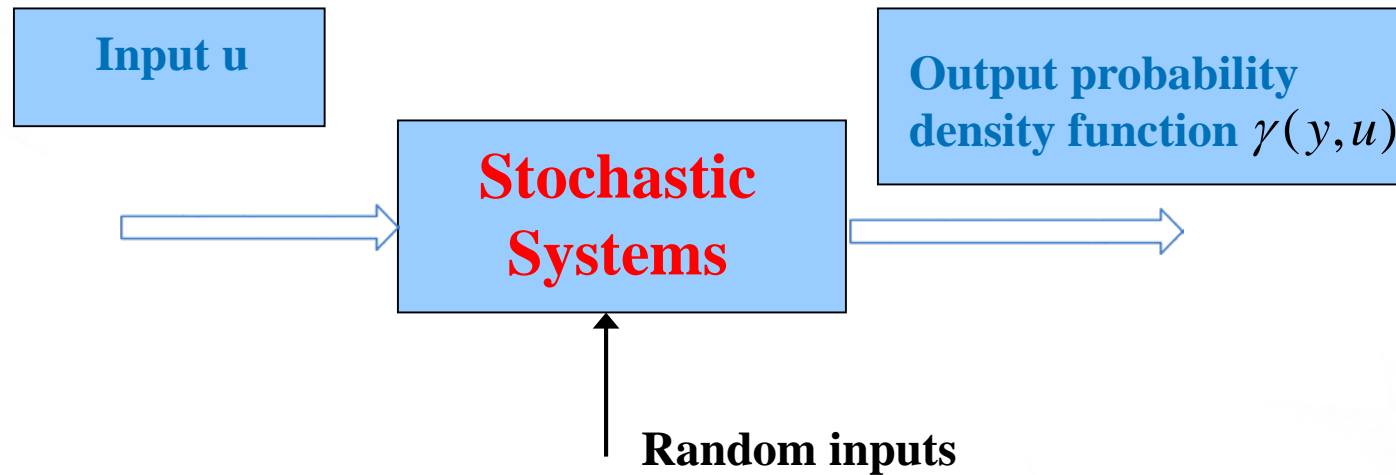 Input u
Output probability
density function γ(y,u)
Stochastic
Systems
Random inputs